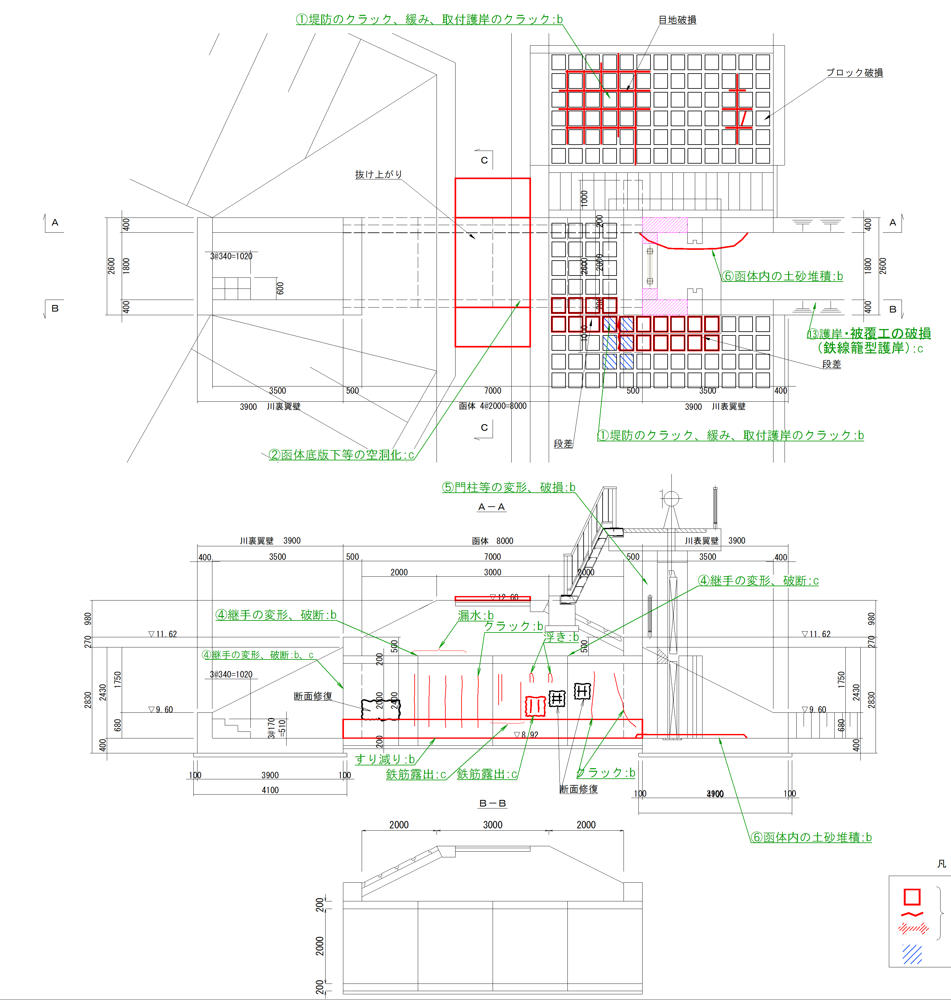 ①堤防のクラック、緩み、取付護岸のクラック:b
目地破損
ブロック破損
C
抜け上がり
1000
A
400
200
400
A
3@340=1020
2600
1800
2600
2000
1800
2600
⑥函体内の土砂堆積:b
600
B
400
200
400
B
1000
⑬護岸・被覆工の破損
(鉄線籠型護岸):c
段差
3500
500
7000
500
3500
400
3900 川裏翼壁
函体 4@2000=8000
3900 川表翼壁
C
①堤防のクラック、緩み、取付護岸のクラック:b
段差
②函体底版下等の空洞化:c
⑤門柱等の変形、破損:b
A-A
川裏翼壁 3900
函体 8000
川表翼壁 3900
400
3500
500
7000
500
3500
400
2000
3000
2000
④継手の変形、破断:c
▽12.60
980
④継手の変形、破断:b
漏水:b
980
クラック:b
▽11.62
浮き:b
▽11.62
270
500
500
270
④継手の変形、破断:b、c
200
3@340=1020
1750
1750
2830
2430
断面修復
2000
2400
2430
2830
▽9.60
▽9.60
680
3@170
=510
▽8.92
680
400
200
400
すり減り:b
鉄筋露出:c
鉄筋露出:c
クラック:b
100
3900
100
断面修復
4100
100
3900
4100
100
B-B
2000
3000
2000
⑥函体内の土砂堆積:b
凡
200
2000
200